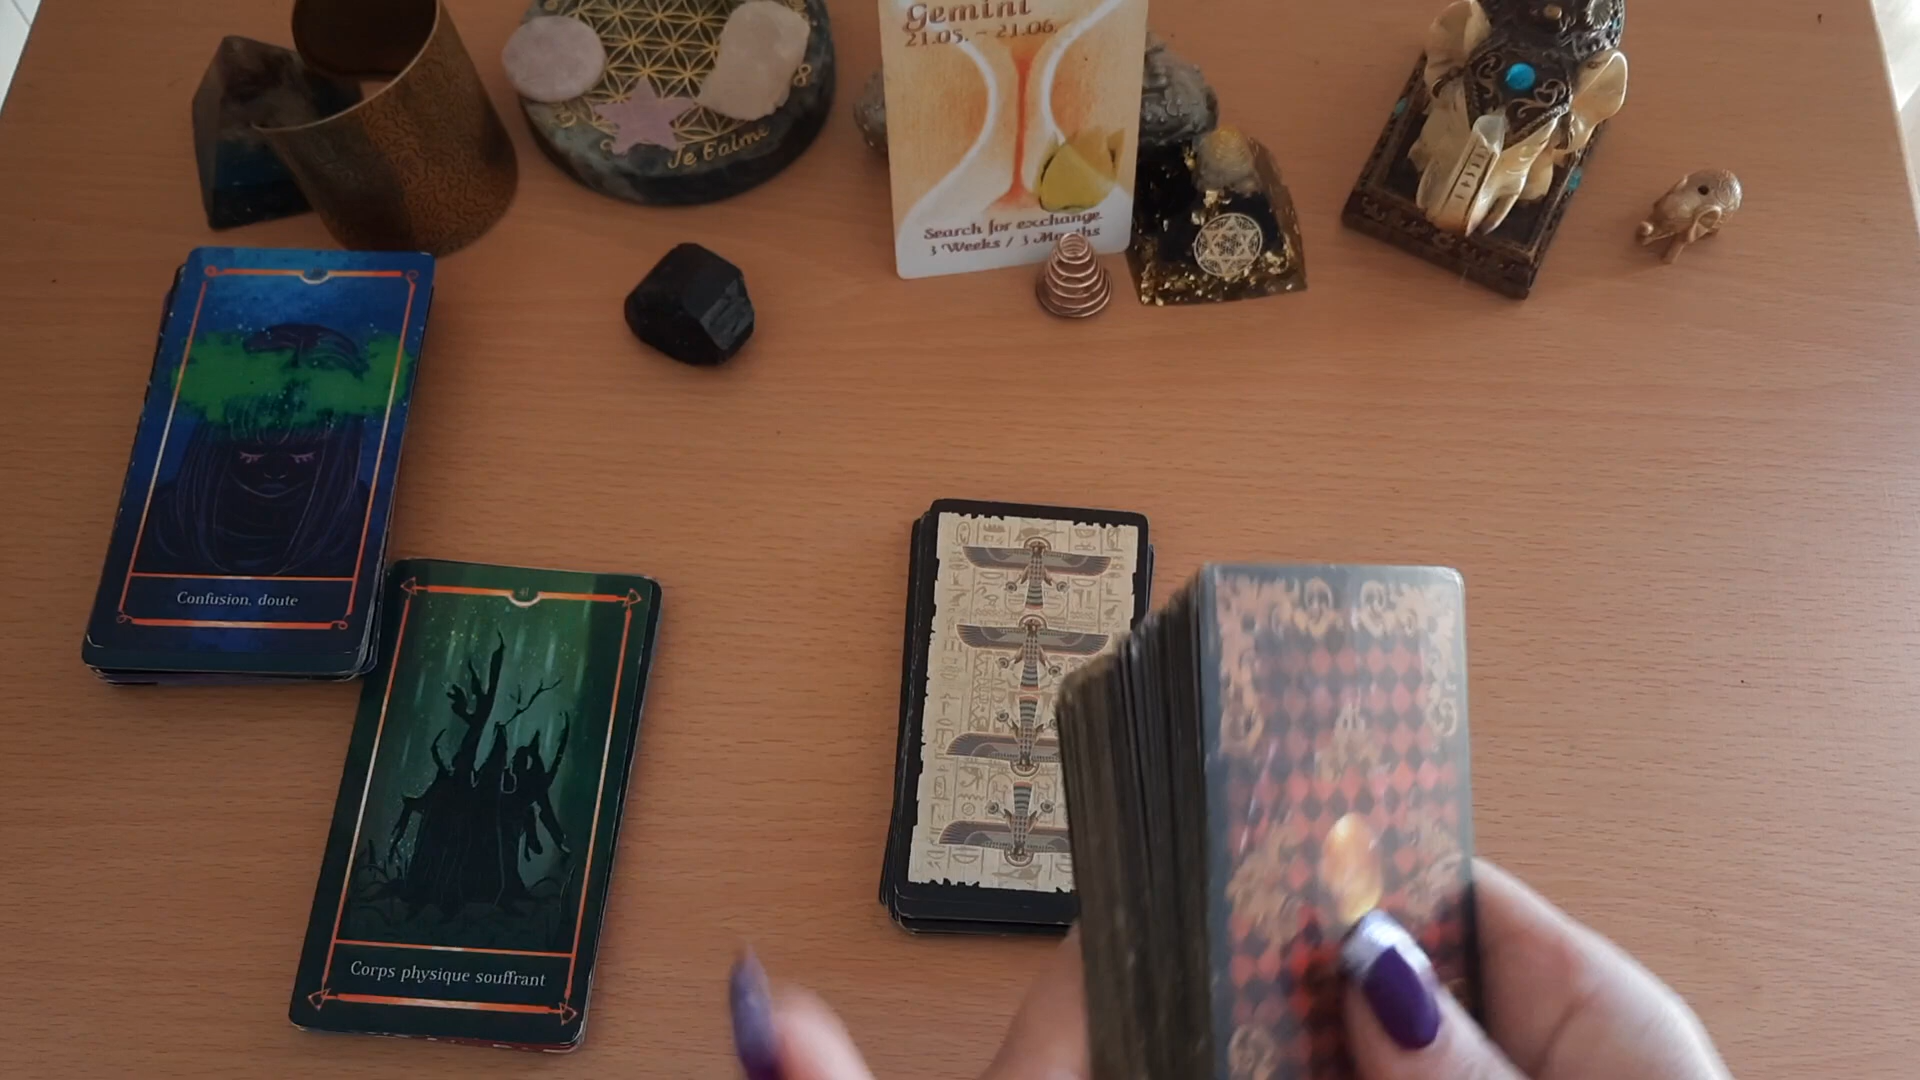 Gemini
21.05. - 21.06.
Je t'aime
Search for exchange
3 Weeks / 3 Months
Confusion, doute
41
Corps physique souffrant